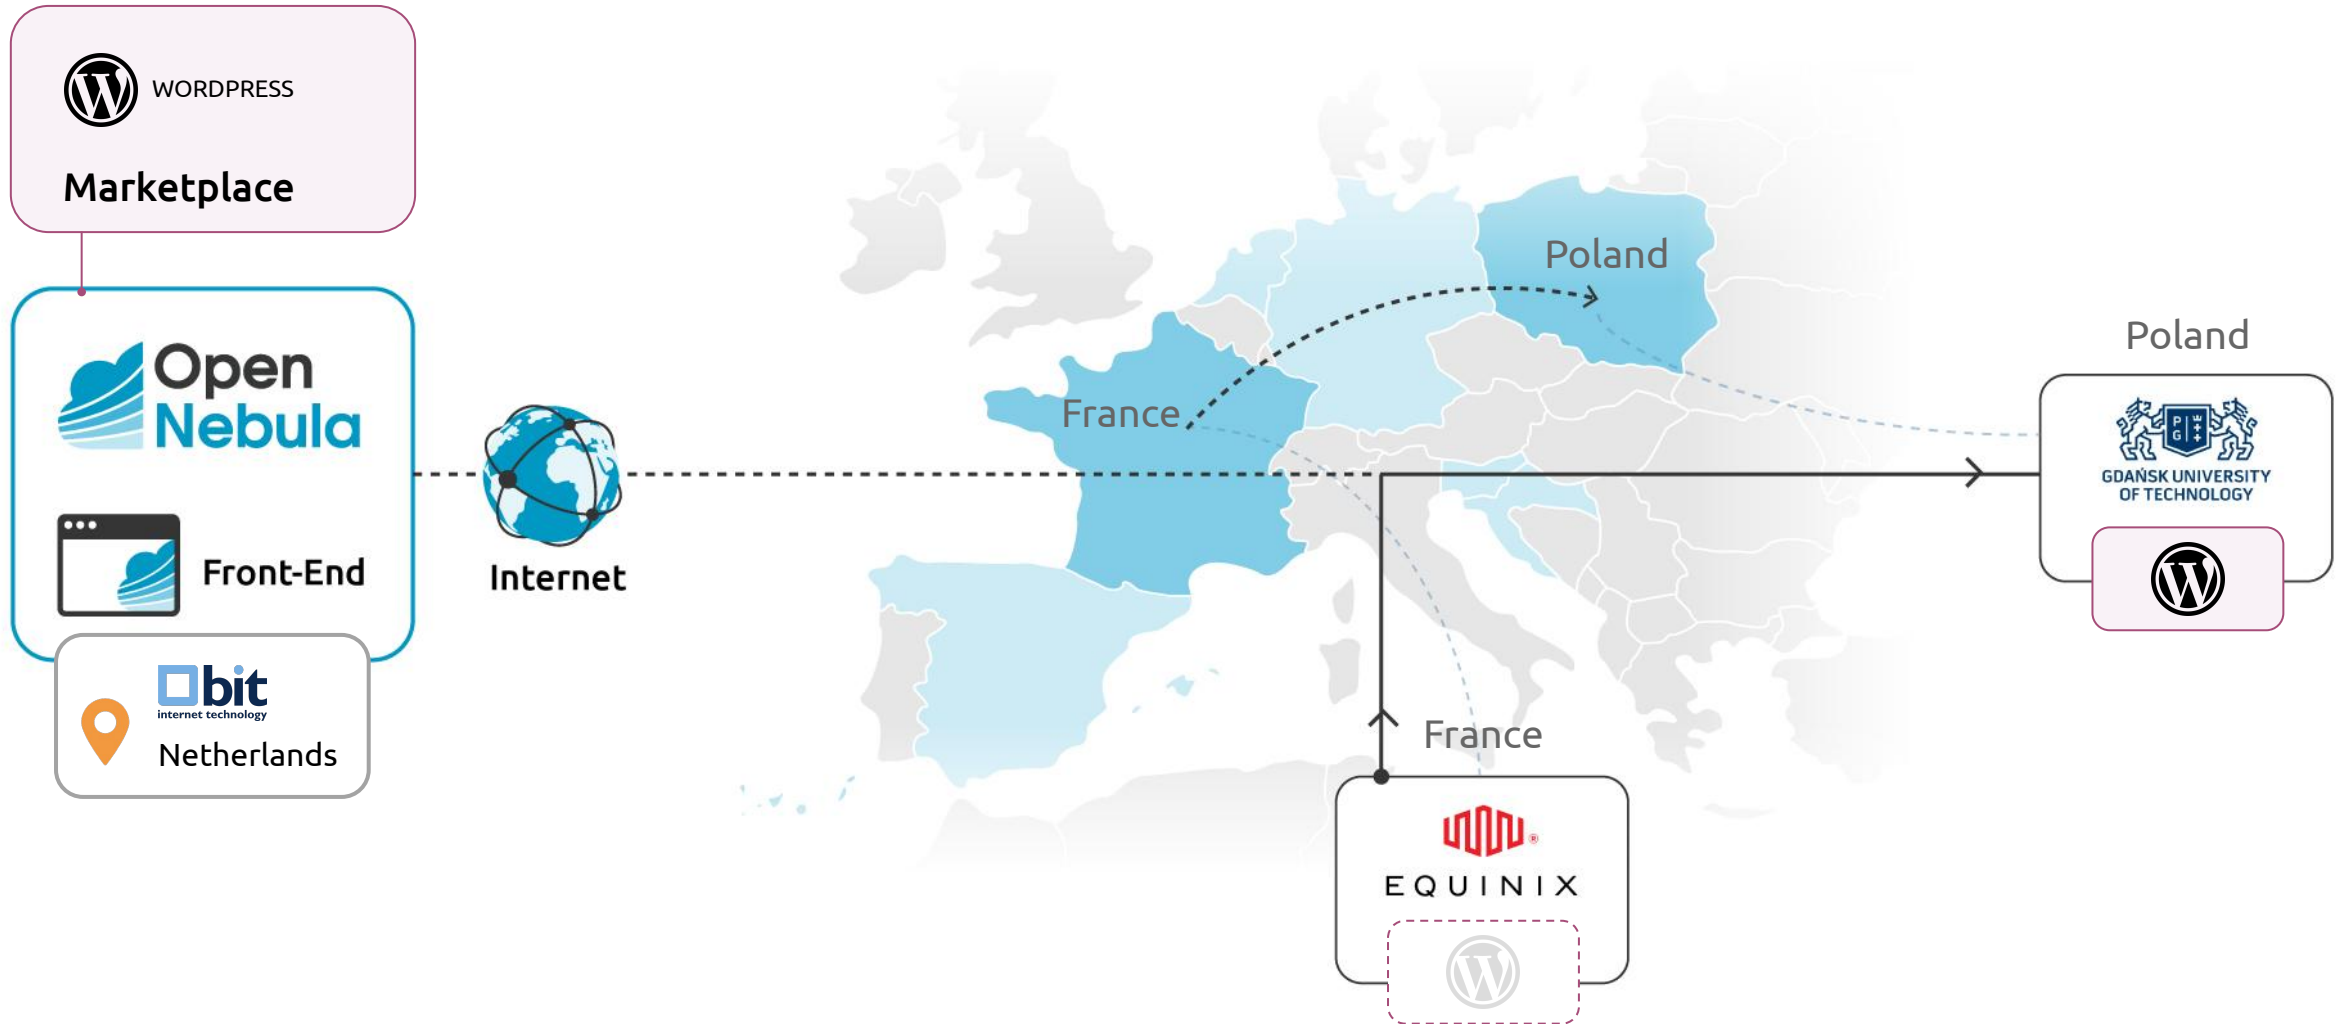 WORDPRESS
Marketplace
Open
Nebula
Front-End
bit
internet technology
Netherlands
Internet
France
Poland
Poland
P
G
GDAŃSK UNIVERSITY
OF TECHNOLOGY
France
EQUINIX